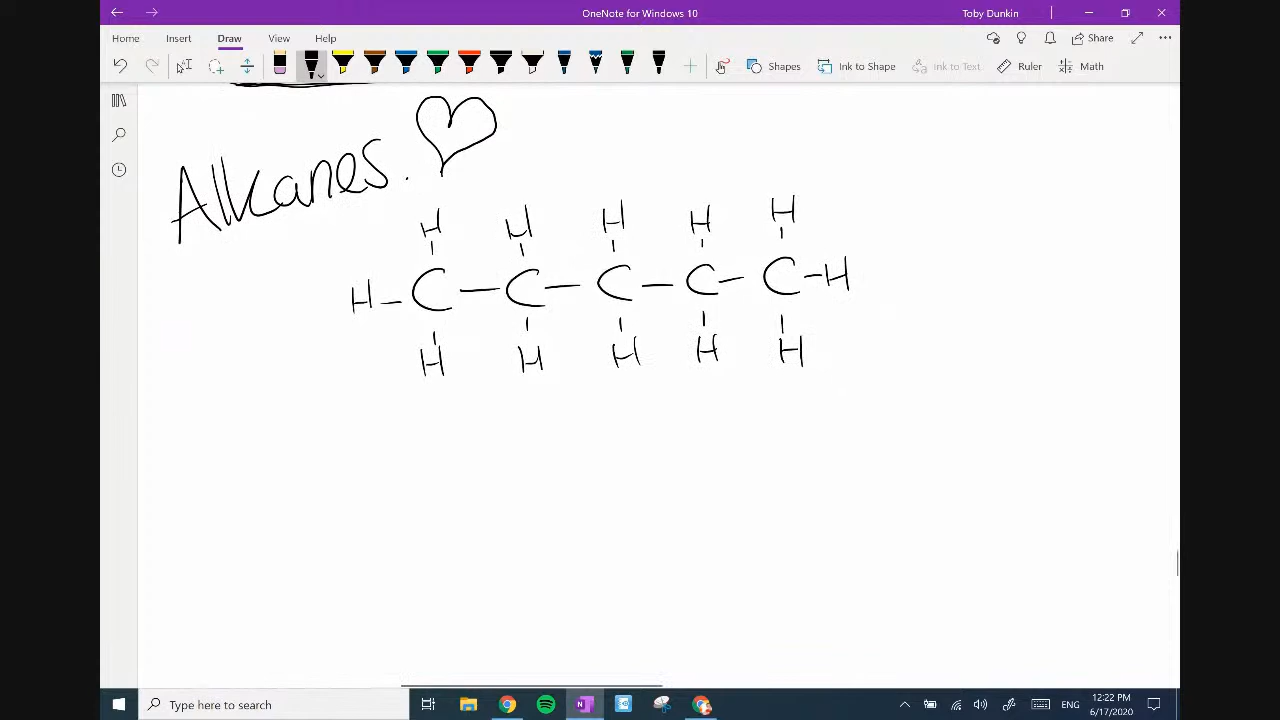 OneNote for Windows 10
Toby Dunkin
Home Insert Draw View Help
Share
Shapes Ink to Shape Ink to Text Ruler Math
Alkanes.
H H H H H
H-C-C-C-C-C-H
H H H H H
Type here to search
ENG
12:22 PM
6/17/2020